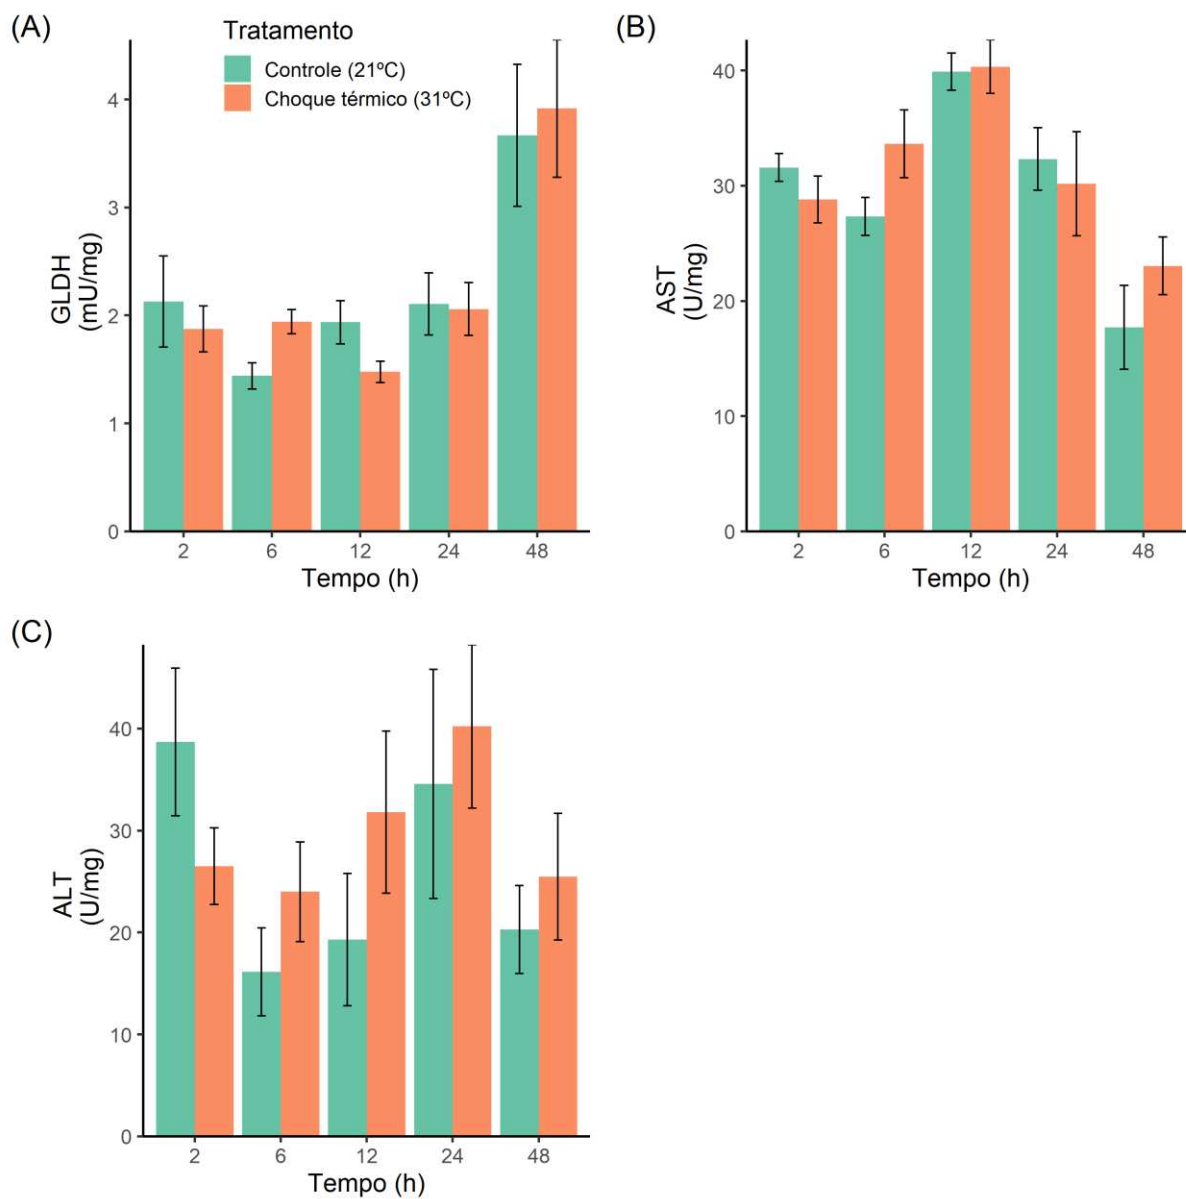 (A)
Tratamento
Controle (21ºC)
Choque térmico (31ºC)
GLDH
(mU/mg)
4
3
2
1
0
2 6 12 24 48
Tempo (h)
(B)
AST
(U/mg)
40
30
20
10
0
2 6 12 24 48
Tempo (h)
(C)
ALT
(U/mg)
40
30
20
10
0
2 6 12 24 48
Tempo (h)